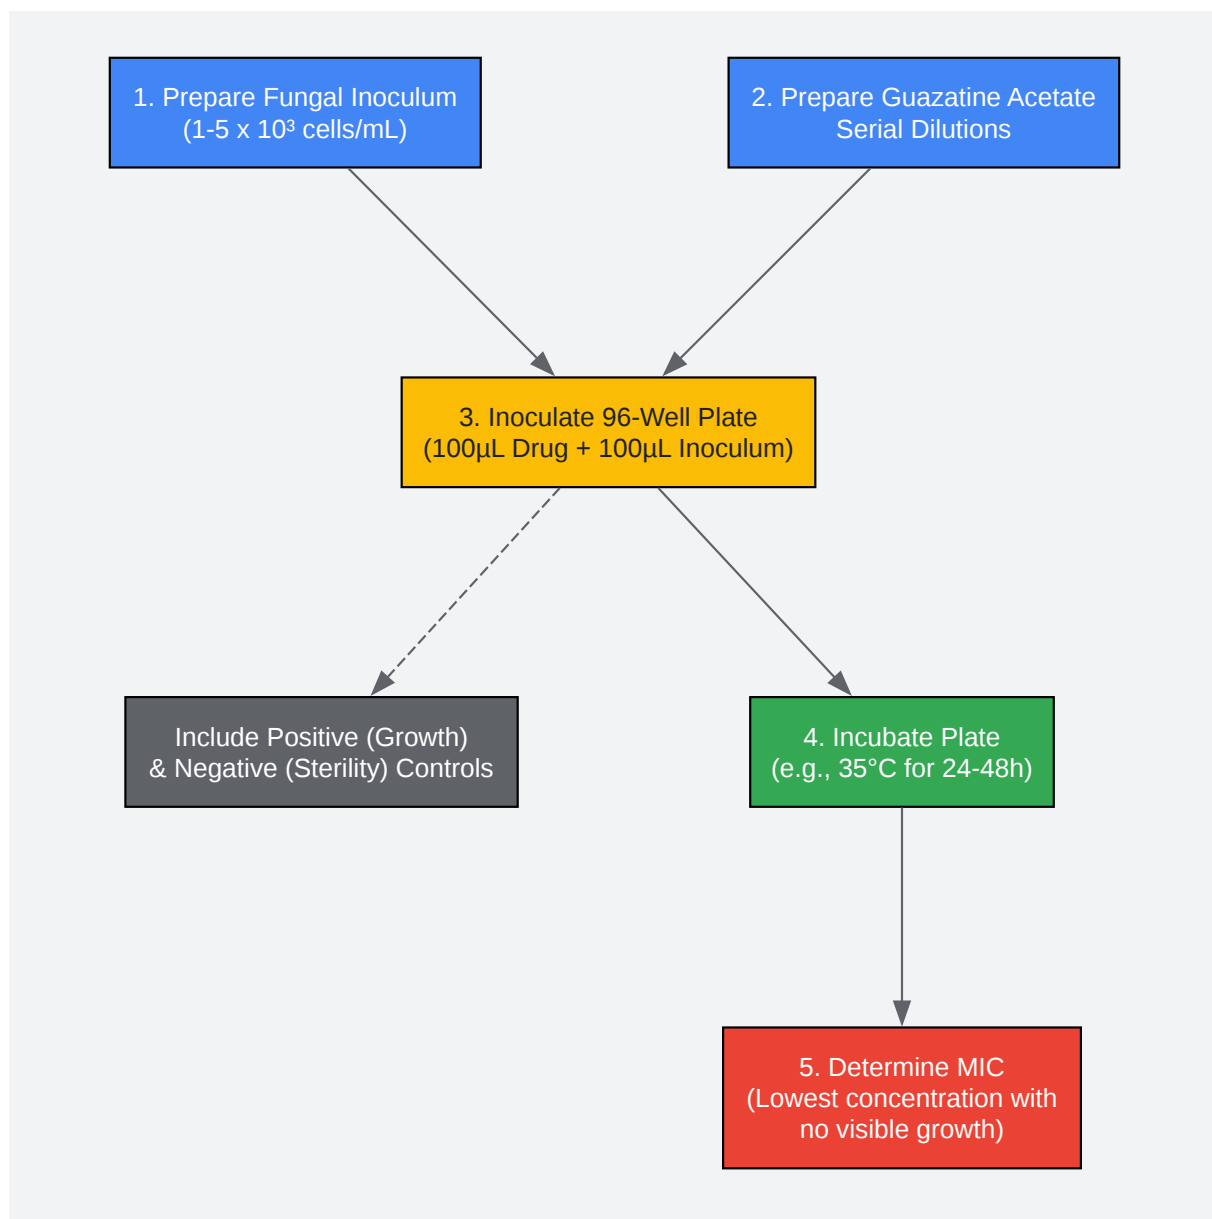 1. Prepare Fungal Inoculum
(1-5 x 10³ cells/mL)
2. Prepare Guazatine Acetate
Serial Dilutions
3. Inoculate 96-Well Plate
(100µL Drug + 100µL Inoculum)
Include Positive (Growth)
& Negative (Sterility) Controls
4. Incubate Plate
(e.g., 35°C for 24-48h)
5. Determine MIC
(Lowest concentration with
no visible growth)